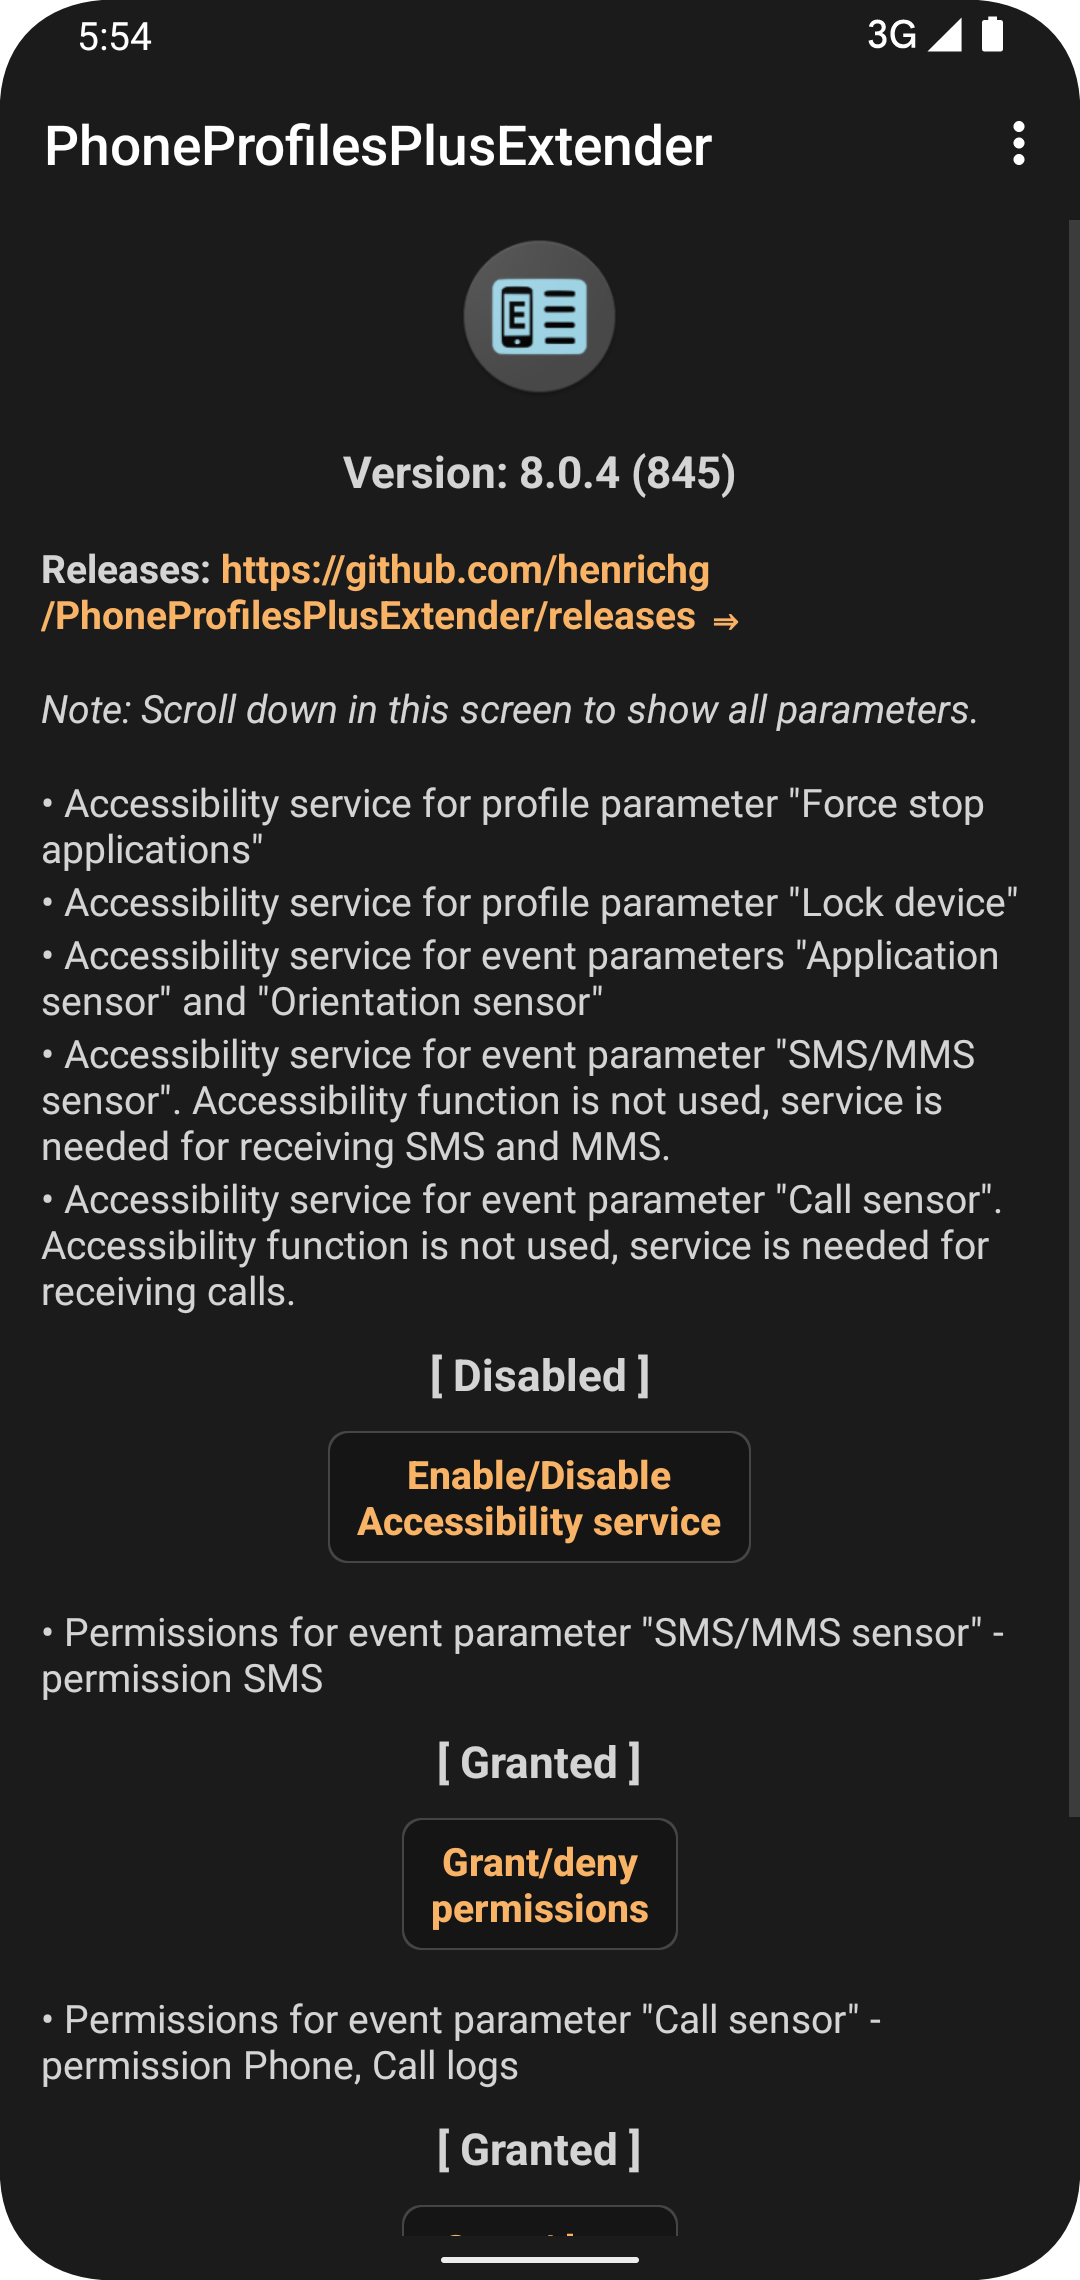 5:54
3G
PhoneProfilesPlusExtender
E
Version: 8.0.4 (845)
Releases: https://github.com/henrichg
/PhoneProfilesPlusExtender/releases ⇒
Note: Scroll down in this screen to show all parameters.
• Accessibility service for profile parameter "Force stop
applications"
• Accessibility service for profile parameter "Lock device"
• Accessibility service for event parameters "Application
sensor" and "Orientation sensor"
• Accessibility service for event parameter "SMS/MMS
sensor". Accessibility function is not used, service is
needed for receiving SMS and MMS.
• Accessibility service for event parameter "Call sensor".
Accessibility function is not used, service is needed for
receiving calls.
[ Disabled ]
Enable/Disable
Accessibility service
• Permissions for event parameter "SMS/MMS sensor" -
permission SMS
[ Granted ]
Grant/deny
permissions
• Permissions for event parameter "Call sensor" -
permission Phone, Call logs
[ Granted ]